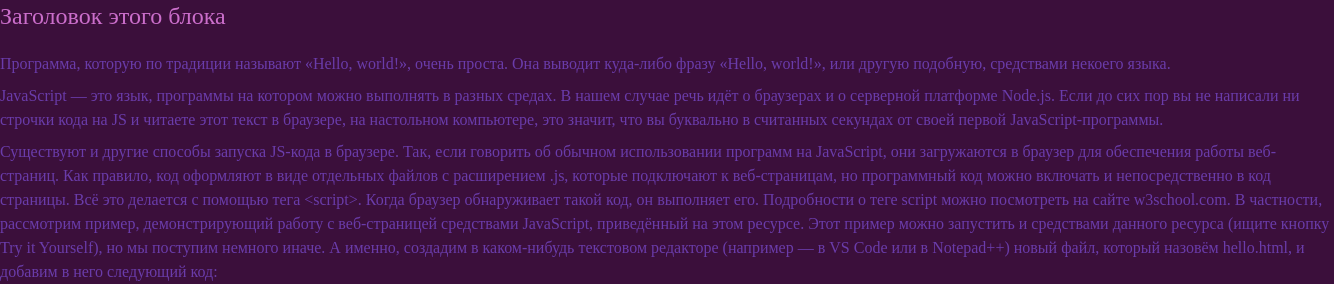 Заголовок этого блока
Программа, которую по традиции называют «Hello, world!», очень проста. Она выводит куда-либо фразу «Hello, world!», или другую подобную, средствами некоего языка.
JavaScript — это язык, программы на котором можно выполнять в разных средах. В нашем случае речь идёт о браузерах и о серверной платформе Node.js. Если до сих пор вы не написали ни
строчки кода на JS и читаете этот текст в браузере, на настольном компьютере, это значит, что вы буквально в считанных секундах от своей первой JavaScript-программы.
Существуют и другие способы запуска JS-кода в браузере. Так, если говорить об обычном использовании программ на JavaScript, они загружаются в браузер для обеспечения работы веб-
страниц. Как правило, код оформляют в виде отдельных файлов с расширением .js, которые подключают к веб-страницам, но программный код можно включать и непосредственно в код
страницы. Всё это делается с помощью тега <script>. Когда браузер обнаруживает такой код, он выполняет его. Подробности о теге script можно посмотреть на сайте w3school.com. В частности,
рассмотрим пример, демонстрирующий работу с веб-страницей средствами JavaScript, приведённый на этом ресурсе. Этот пример можно запустить и средствами данного ресурса (ищите кнопку
Try it Yourself), но мы поступим немного иначе. А именно, создадим в каком-нибудь текстовом редакторе (например — в VS Code или в Notepad++) новый файл, который назовём hello.html, и
добавим в него следующий код: